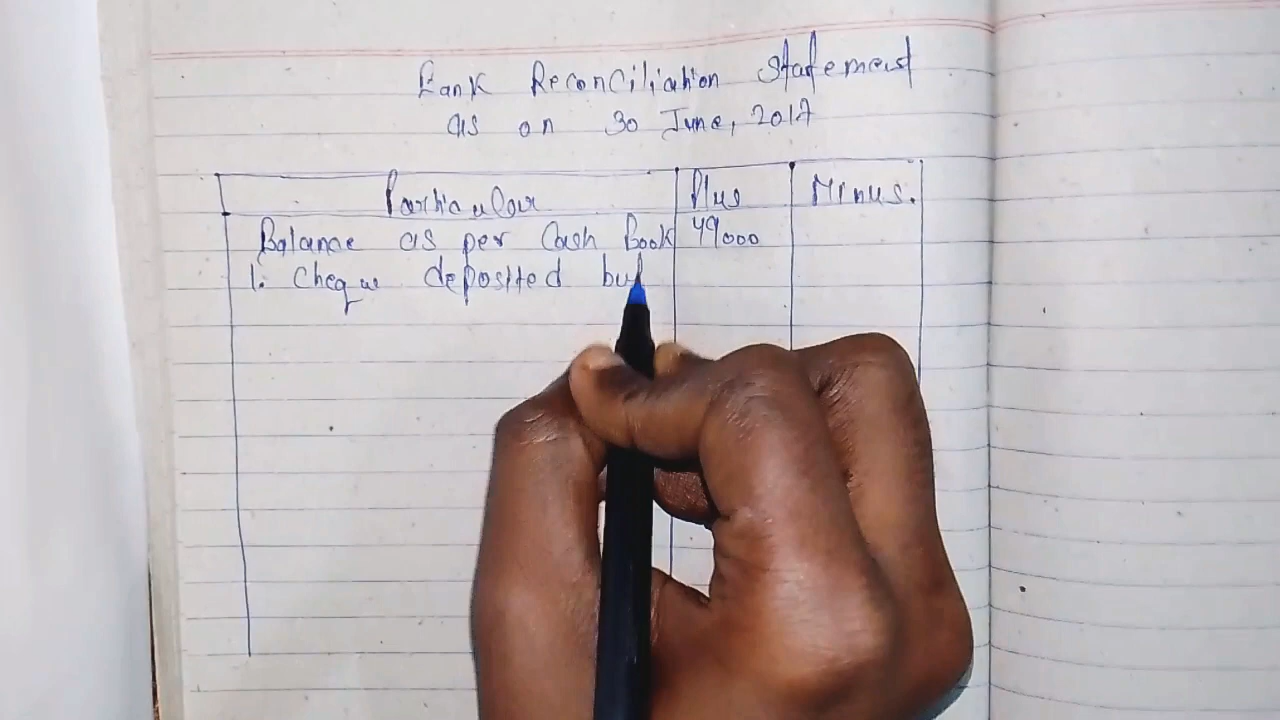 Bank Reconciliation Statement
as on 30 June, 2017
Particular Plus Minus.
Balance as per Cash Book 49000
1. Cheque deposited but